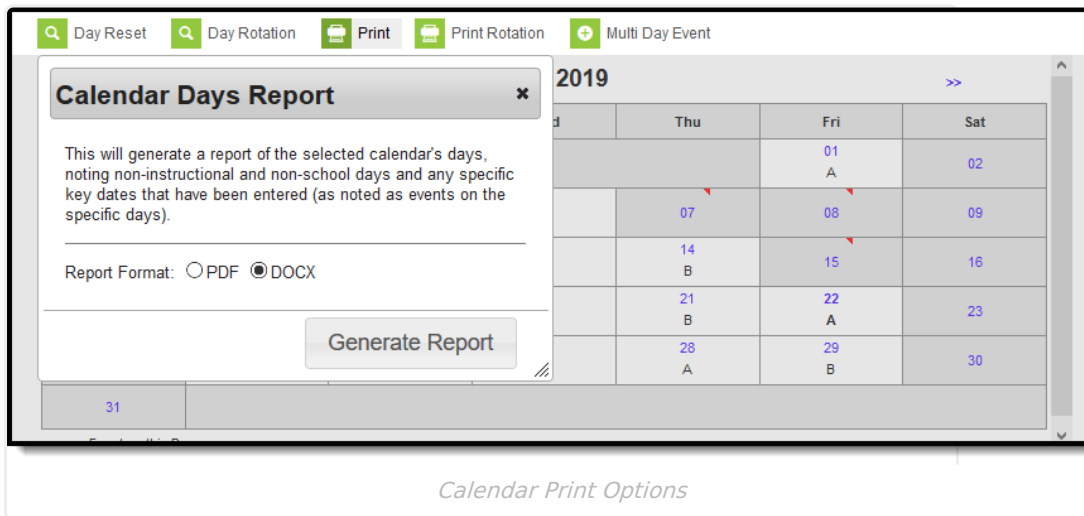 Day Reset Day Rotation Print Print Rotation Multi Day Event
2019 >>
Calendar Days Report ×
Thu Fri Sat
This will generate a report of the selected calendar's days,
noting non-instructional and non-school days and any specific
key dates that have been entered (as noted as events on the
specific days).
Report Format: PDF DOCX
Generate Report
01 02
A
07 08 09
14 15 16
B
21 22 23
B A
28 29 30
A B
31
Calendar Print Options